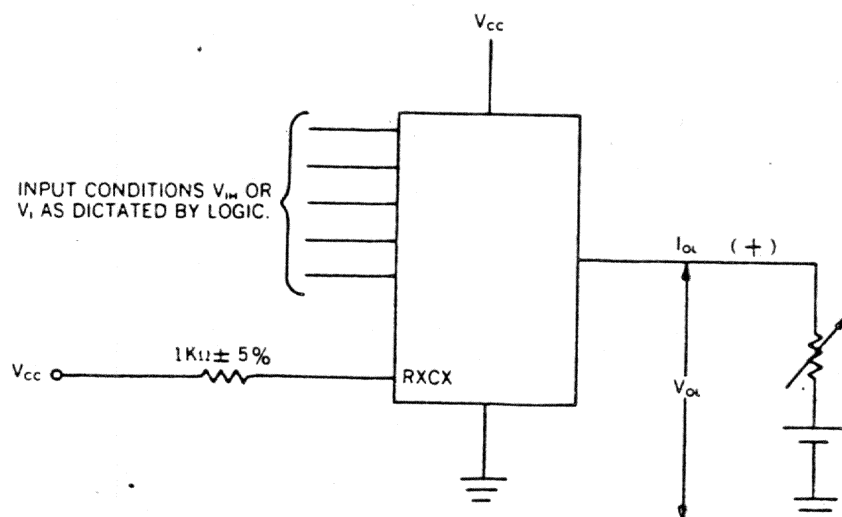 Vcc
INPUT CONDITIONS VIH OR
VI AS DICTATED BY LOGIC.
IOL (+)
1KΩ ± 5%
VCC
RXCX
VOL